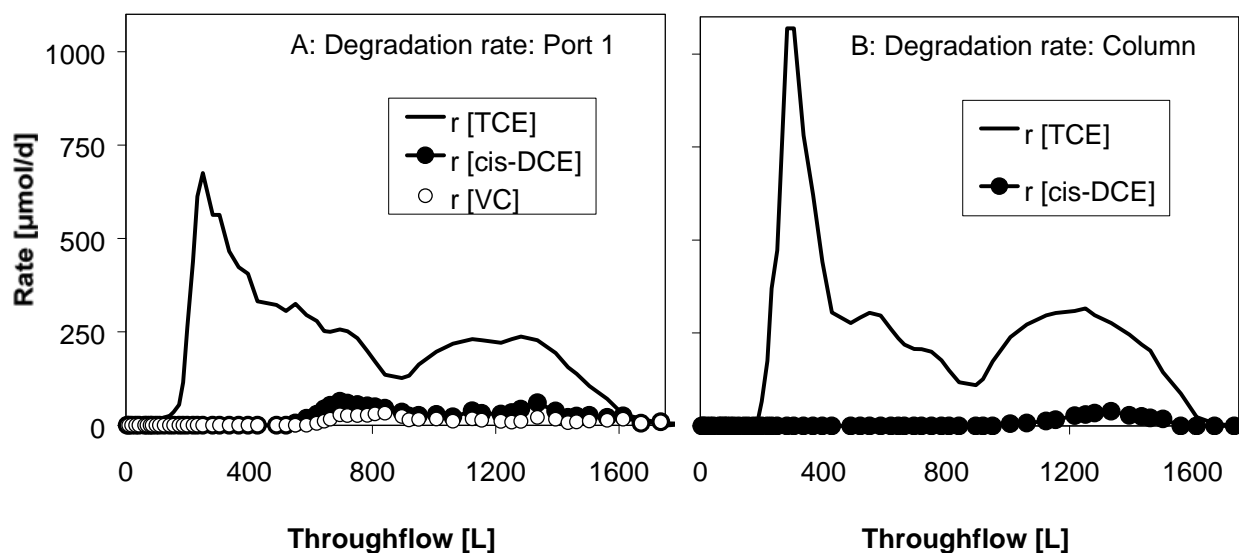 A: Degradation rate: Port 1
r [TCE]
r [cis-DCE]
r [VC]
Rate [µmol/d]
1000
750
500
250
0
0
400
800
1200
1600
Throughflow [L]
B: Degradation rate: Column
r [TCE]
r [cis-DCE]
0
400
800
1200
1600
Throughflow [L]